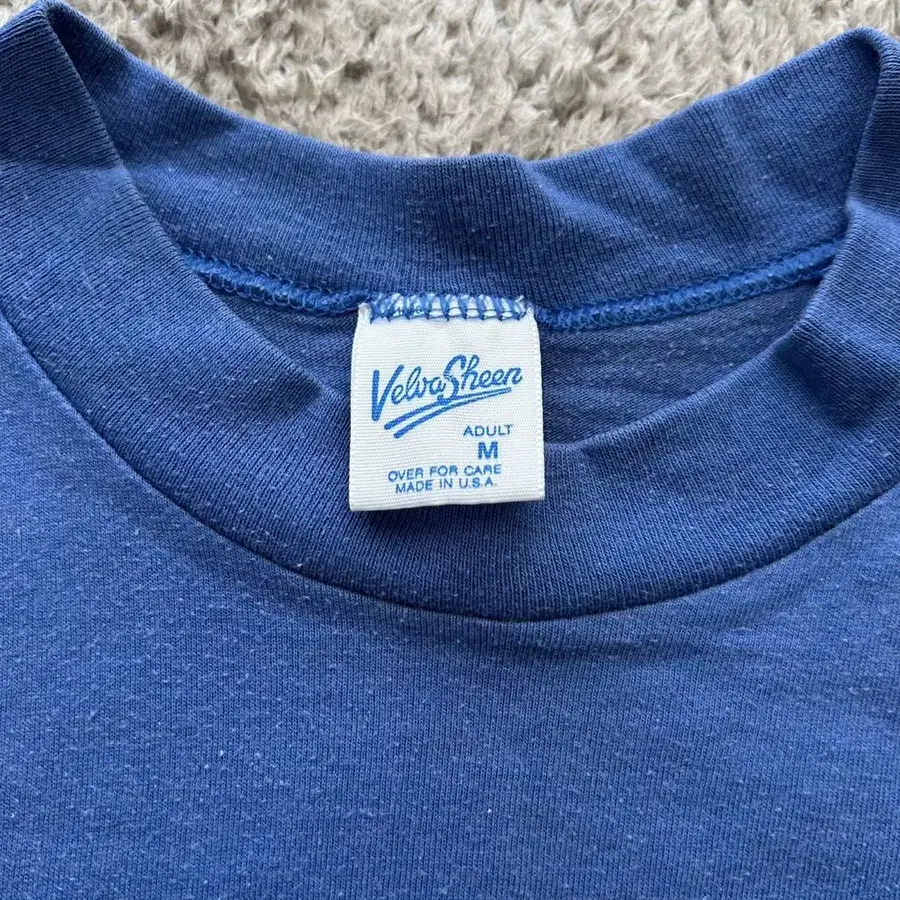 VelvaSheen
ADULT
M
OVER FOR CARE
MADE IN U.S.A.